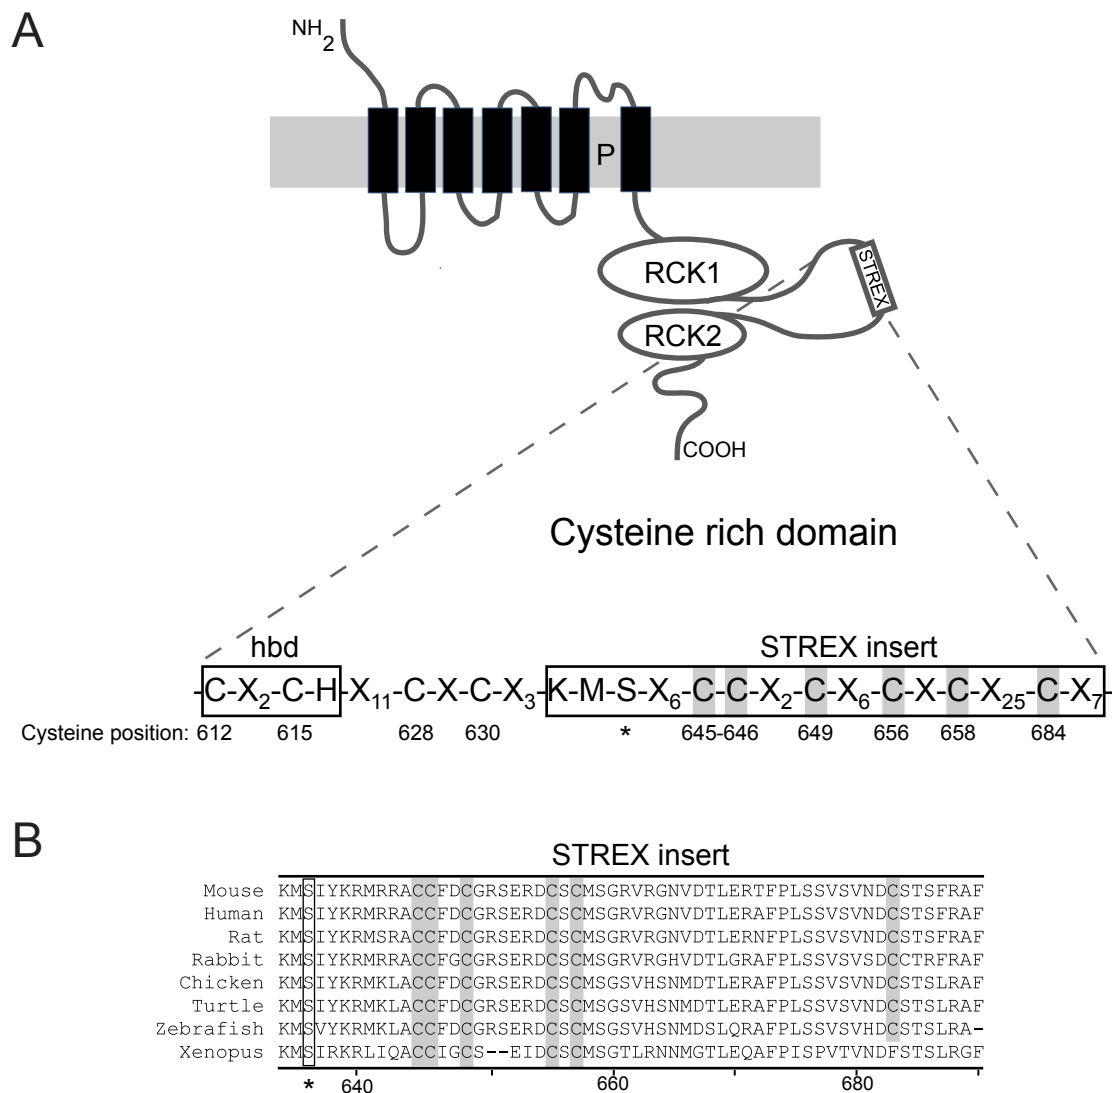 A
NH2
P
RCK1
STREX
RCK2
COOH
Cysteine rich domain
hbd STREX insert
-C-X2-C-H-X11-C-X-C-X3-K-M-S-X6-C-C-X2-C-X6-C-X-C-X25-C-X7-
Cysteine position: 612 615 628 630 * 645-646 649 656 658 684
B
STREX insert
Mouse KMSIYKRMRRACCFDCGRSERDCSCMSGRVRGNVDTLERTFPLSSVSVNDCSTSFRAF
Human KMSIYKRMRRACCFDCGRSERDCSCMSGRVRGNVDTLERAFPLSSVSVNDCSTSFRAF
Rat KMSIYKRMSRACCFDCGRSERDCSCMSGRVRGNVDTLERNFPLSSVSVNDCSTSFRAF
Rabbit KMSIYKRMRRACCFGCGRSERDCSCMSGRVRGHVDTLGRAFPLSSVSVSDCCTRFRAF
Chicken KMSIYKRMKLACCFDCGRSERDCSCMSGSVHSNMDTLERAFPLSSVSVNDCSTSLRAF
Turtle KMSIYKRMKLACCFDCGRSERDCSCMSGSVHSNMDTLERAFPLSSVSVNDCSTSLRAF
Zebrafish KMSVYKRMKLACCFDCGRSERDCSCMSGSVHSNMDSLQRAFPLSSVSVHDCSTSLRA-
Xenopus KMSIRKRLIQACCIGCS--EIDCSCMSGTLRNNMGTLEQAFPISPVTVNDFSTSLRGF
* 640 660 680